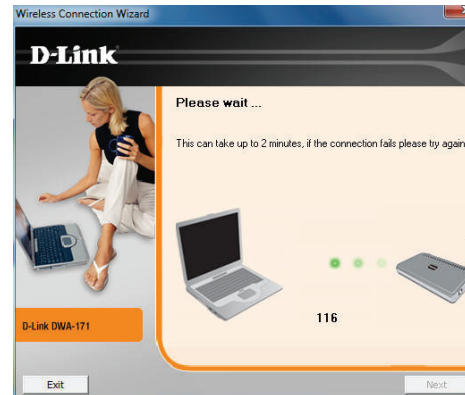 Wireless Connection Wizard
D-Link
Please wait ...
This can take up to 2 minutes, if the connection fails please try again
116
D-Link DWA-171
Exit
Next